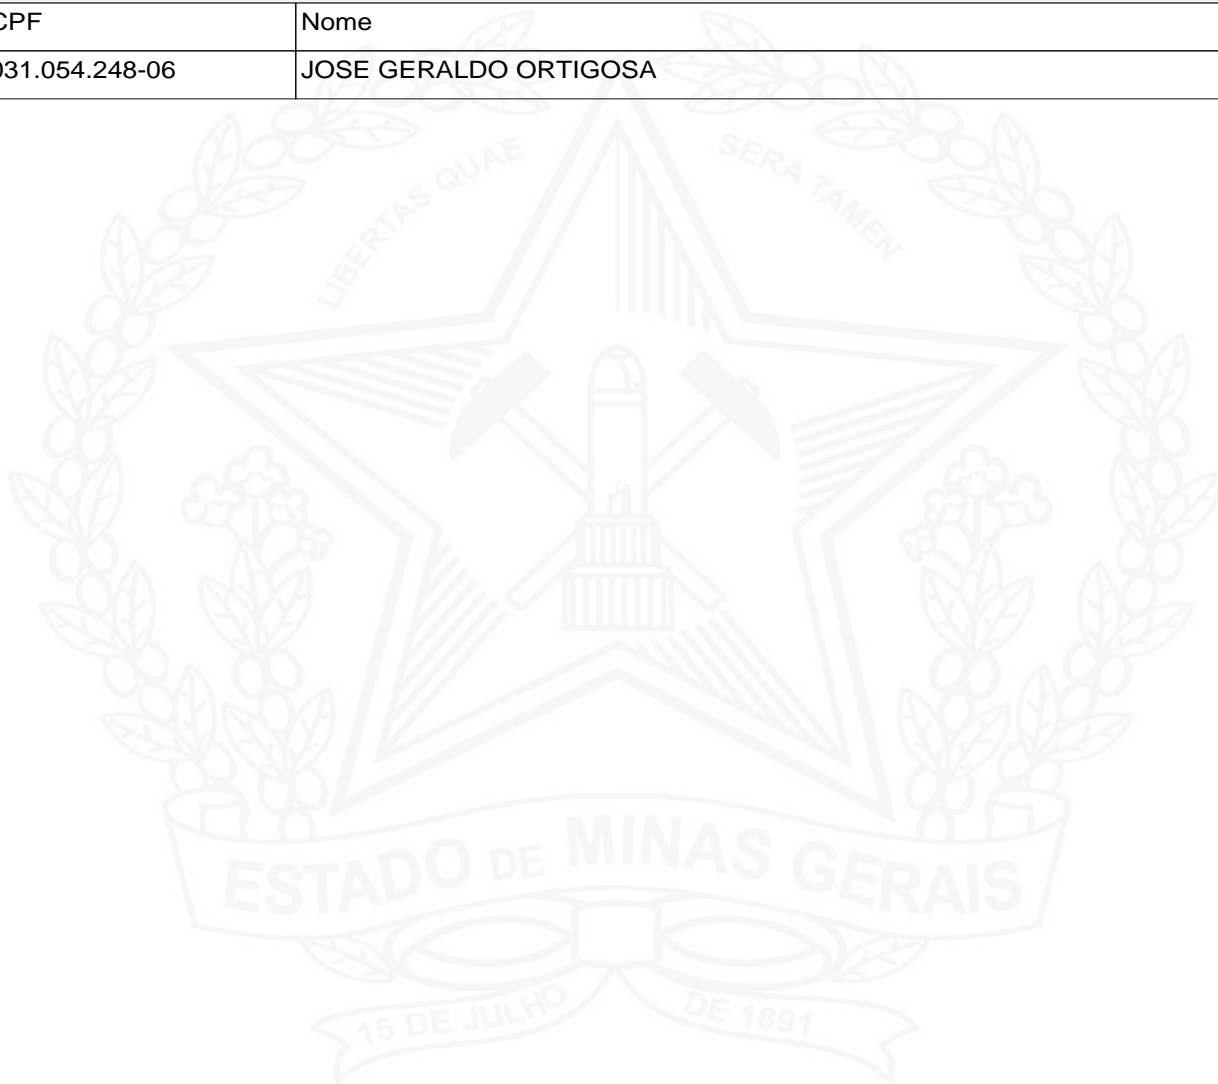 CPF Nome
031.054.248-06 JOSE GERALDO ORTIGOSA
LIBERTAS QUAE SERA TAMEN
ESTADO DE MINAS GERAIS
15 DE JULHO DE 1891